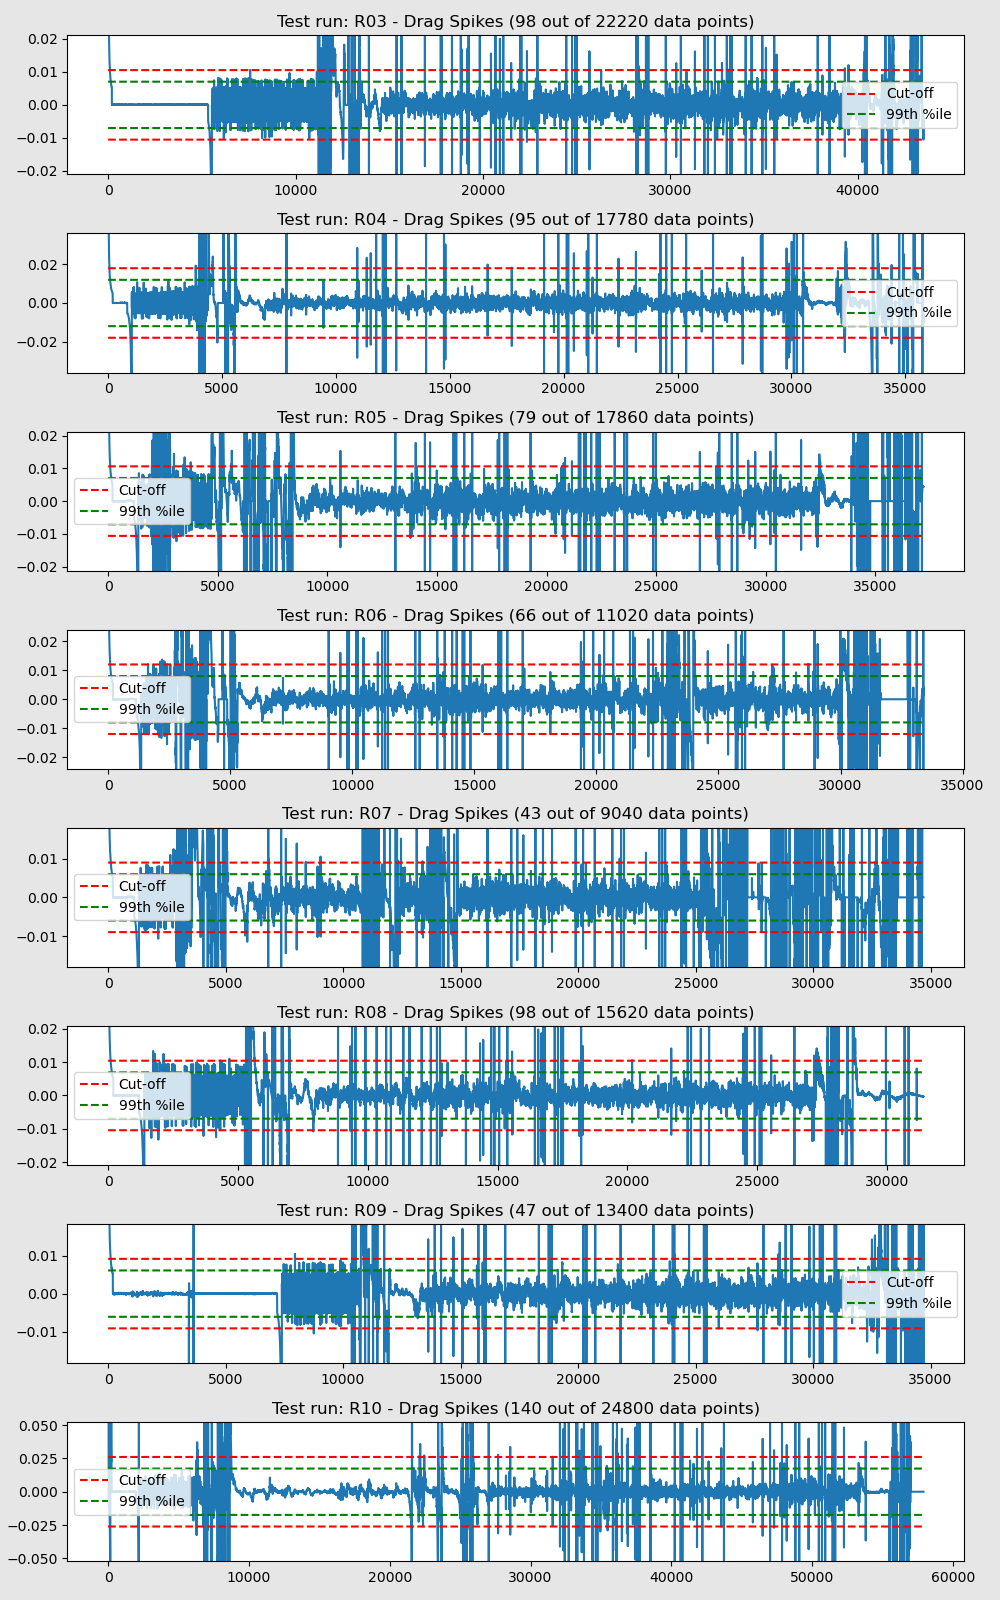 Test run: R03 - Drag Spikes (98 out of 22220 data points)
0.02
0.01
0.00
−0.01
−0.02
Cut-off
99th %ile
0 10000 20000 30000 40000
Test run: R04 - Drag Spikes (95 out of 17780 data points)
0.02
0.00
−0.02
Cut-off
99th %ile
0 5000 10000 15000 20000 25000 30000 35000
Test run: R05 - Drag Spikes (79 out of 17860 data points)
0.02
0.01
0.00
−0.01
−0.02
Cut-off
99th %ile
0 5000 10000 15000 20000 25000 30000 35000
Test run: R06 - Drag Spikes (66 out of 11020 data points)
0.02
0.01
0.00
−0.01
−0.02
Cut-off
99th %ile
0 5000 10000 15000 20000 25000 30000 35000
Test run: R07 - Drag Spikes (43 out of 9040 data points)
0.01
0.00
−0.01
Cut-off
99th %ile
0 5000 10000 15000 20000 25000 30000 35000
Test run: R08 - Drag Spikes (98 out of 15620 data points)
0.02
0.01
0.00
−0.01
−0.02
Cut-off
99th %ile
0 5000 10000 15000 20000 25000 30000
Test run: R09 - Drag Spikes (47 out of 13400 data points)
0.01
0.00
−0.01
Cut-off
99th %ile
0 5000 10000 15000 20000 25000 30000 35000
Test run: R10 - Drag Spikes (140 out of 24800 data points)
0.050
0.025
0.000
−0.025
−0.050
Cut-off
99th %ile
0 10000 20000 30000 40000 50000 60000